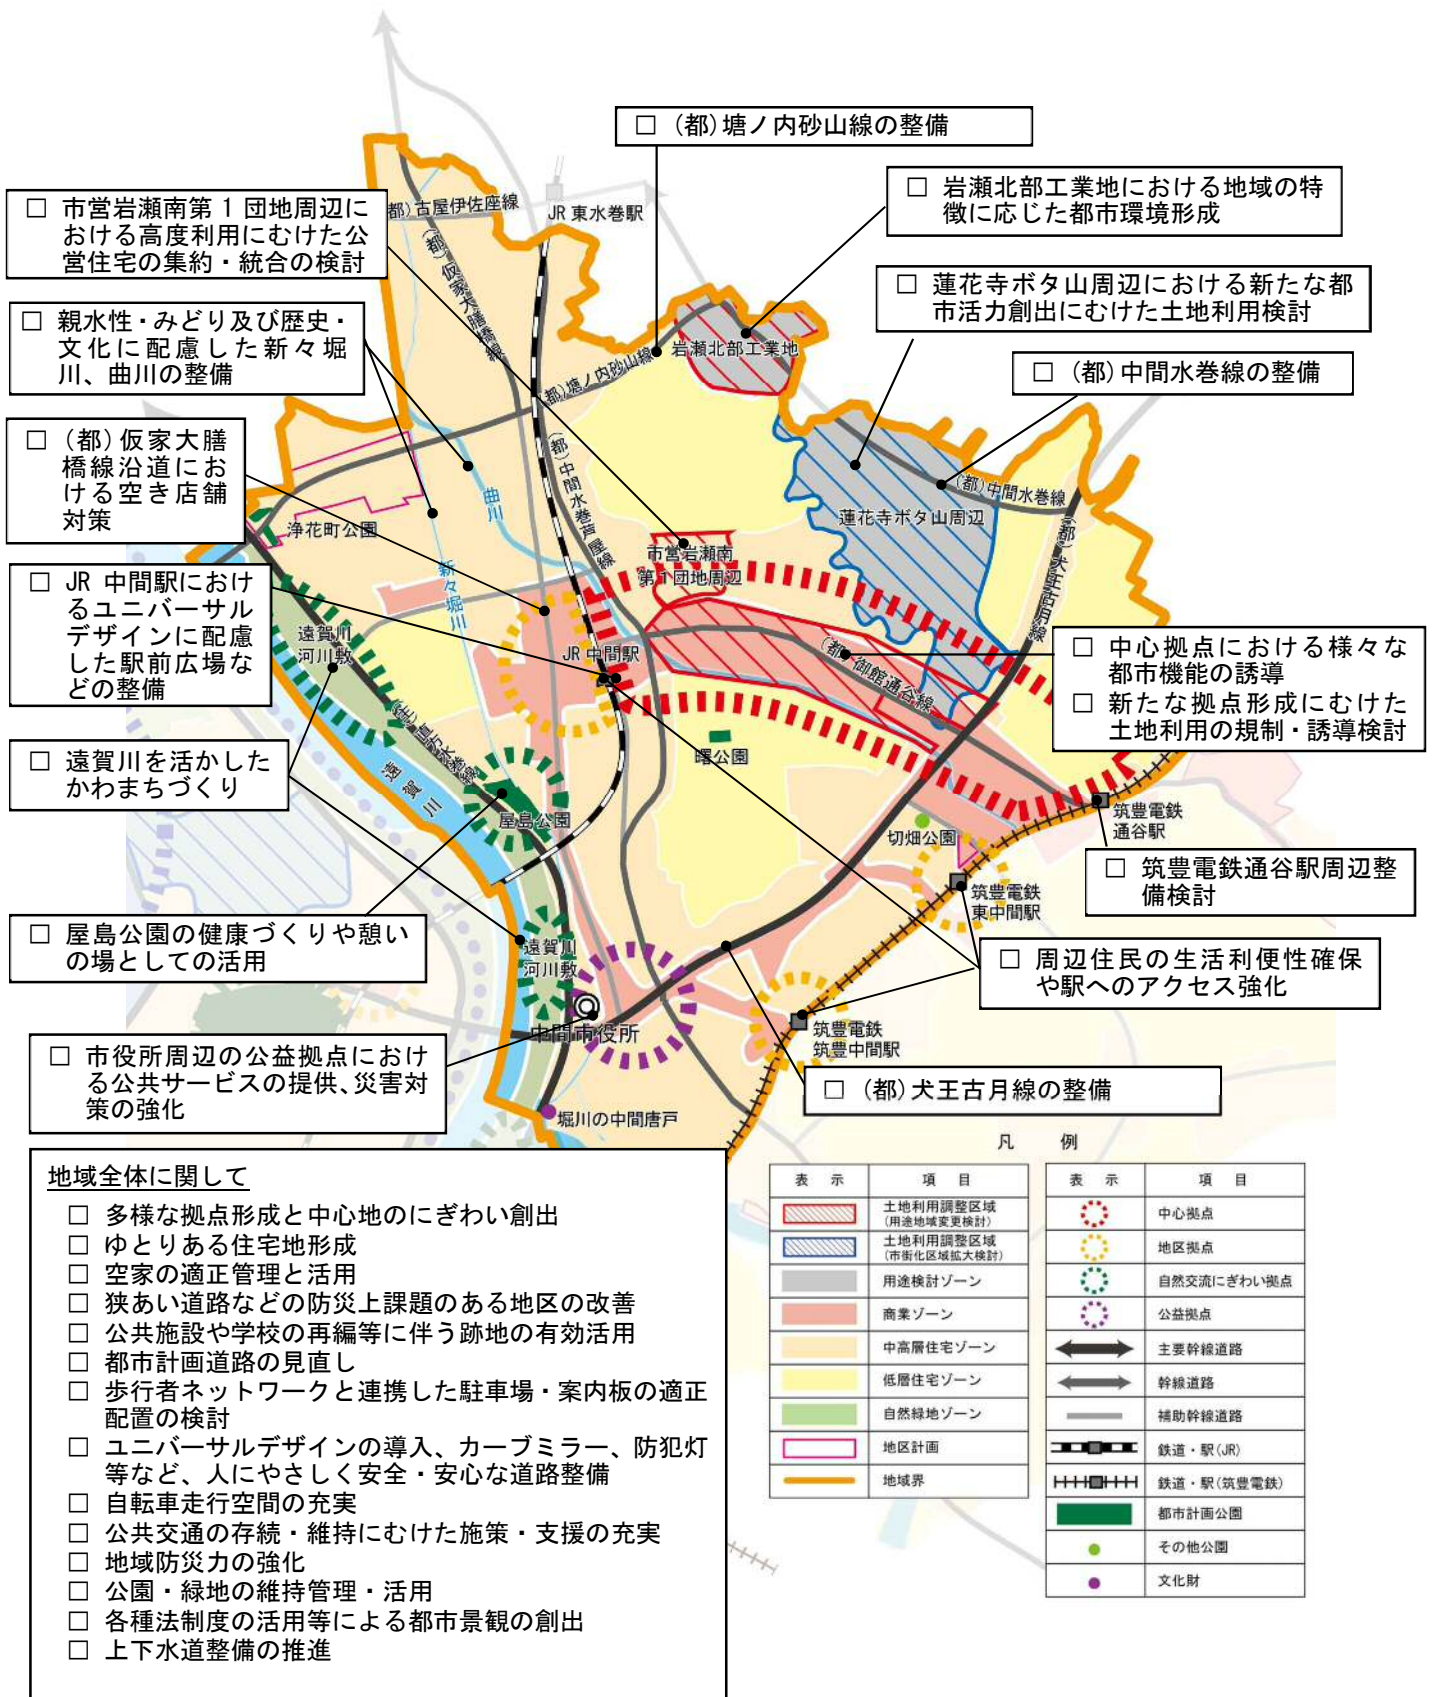 □ (都)塘ノ内砂山線の整備
□ 岩瀬北部工業地における地域の特
徴に応じた都市環境形成
□ 市営岩瀬南第1団地周辺に
おける高度利用にむけた公
営住宅の集約・統合の検討
(都)古屋伊佐座線
JR 東水巻駅
(都)仮家大膳橋線
□ 蓮花寺ボタ山周辺における新たな都
市活力創出にむけた土地利用検討
□ 親水性・みどり及び歴史・
文化に配慮した新々堀
川、曲川の整備
岩瀬北部工業地
(都)塘ノ内砂山線
□ (都)中間水巻線の整備
□ (都)仮家大膳
橋線沿道にお
ける空き店舗
対策
(都)中間水巻芦屋線
曲川
(都)中間水巻線
蓮花寺ボタ山周辺
(都)犬王古月線
浄花町公園
新々堀川
市営岩瀬南
第1団地周辺
□ JR 中間駅におけ
るユニバーサル
デザインに配慮
した駅前広場な
どの整備
遠賀川
河川敷
JR 中間駅
(都)御館通谷線
□ 中心拠点における様々な
都市機能の誘導
□ 新たな拠点形成にむけた
土地利用の規制・誘導検討
□ 遠賀川を活かした
かわまちづくり
遠賀川
曙公園
屋島公園
切畑公園
筑豊電鉄
通谷駅
□ 筑豊電鉄通谷駅周辺整
備検討
筑豊電鉄
東中間駅
□ 屋島公園の健康づくりや憩い
の場としての活用
遠賀川
河川敷
□ 周辺住民の生活利便性確保
や駅へのアクセス強化
中間市役所
筑豊電鉄
筑豊中間駅
□ 市役所周辺の公益拠点におけ
る公共サービスの提供、災害対
策の強化
□ (都)犬王古月線の整備
堀川の中間唐戸
地域全体に関して
□ 多様な拠点形成と中心地のにぎわい創出
□ ゆとりある住宅地形成
□ 空家の適正管理と活用
□ 狭あい道路などの防災上課題のある地区の改善
□ 公共施設や学校の再編等に伴う跡地の有効活用
□ 都市計画道路の見直し
□ 歩行者ネットワークと連携した駐車場・案内板の適正
配置の検討
□ ユニバーサルデザインの導入、カーブミラー、防犯灯
等など、人にやさしく安全・安心な道路整備
□ 自転車走行空間の充実
□ 公共交通の存続・維持にむけた施策・支援の充実
□ 地域防災力の強化
□ 公園・緑地の維持管理・活用
□ 各種法制度の活用等による都市景観の創出
□ 上下水道整備の推進
凡 例
表 示 項 目
土地利用調整区域
(用途地域変更検討)
土地利用調整区域
(市街化区域拡大検討)
用途検討ゾーン
商業ゾーン
中高層住宅ゾーン
低層住宅ゾーン
自然緑地ゾーン
地区計画
地域界
表 示 項 目
中心拠点
地区拠点
自然交流にぎわい拠点
公益拠点
主要幹線道路
幹線道路
補助幹線道路
鉄道・駅(JR)
鉄道・駅(筑豊電鉄)
都市計画公園
その他公園
文化財